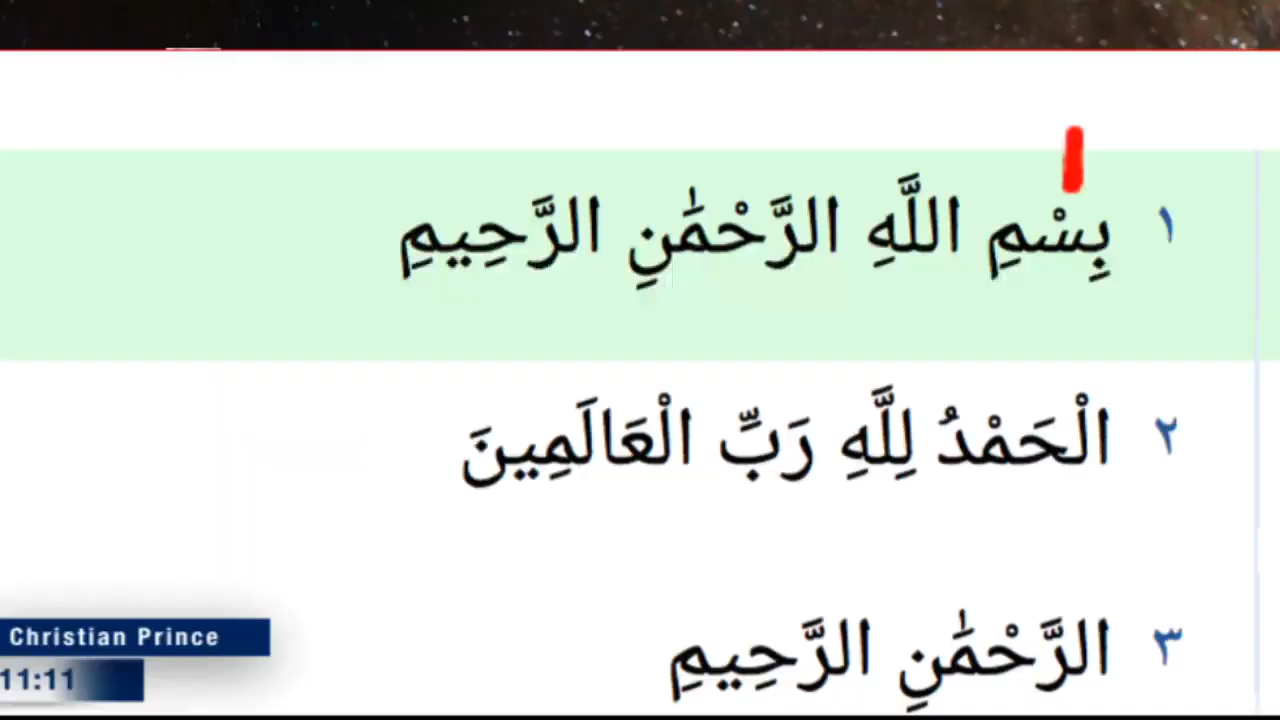 ١ بِسْمِ اللَّهِ الرَّحْمَٰنِ الرَّحِيمِ
٢ الْحَمْدُ لِلَّهِ رَبِّ الْعَالَمِينَ
٣ الرَّحْمَٰنِ الرَّحِيمِ
Christian Prince
11:11